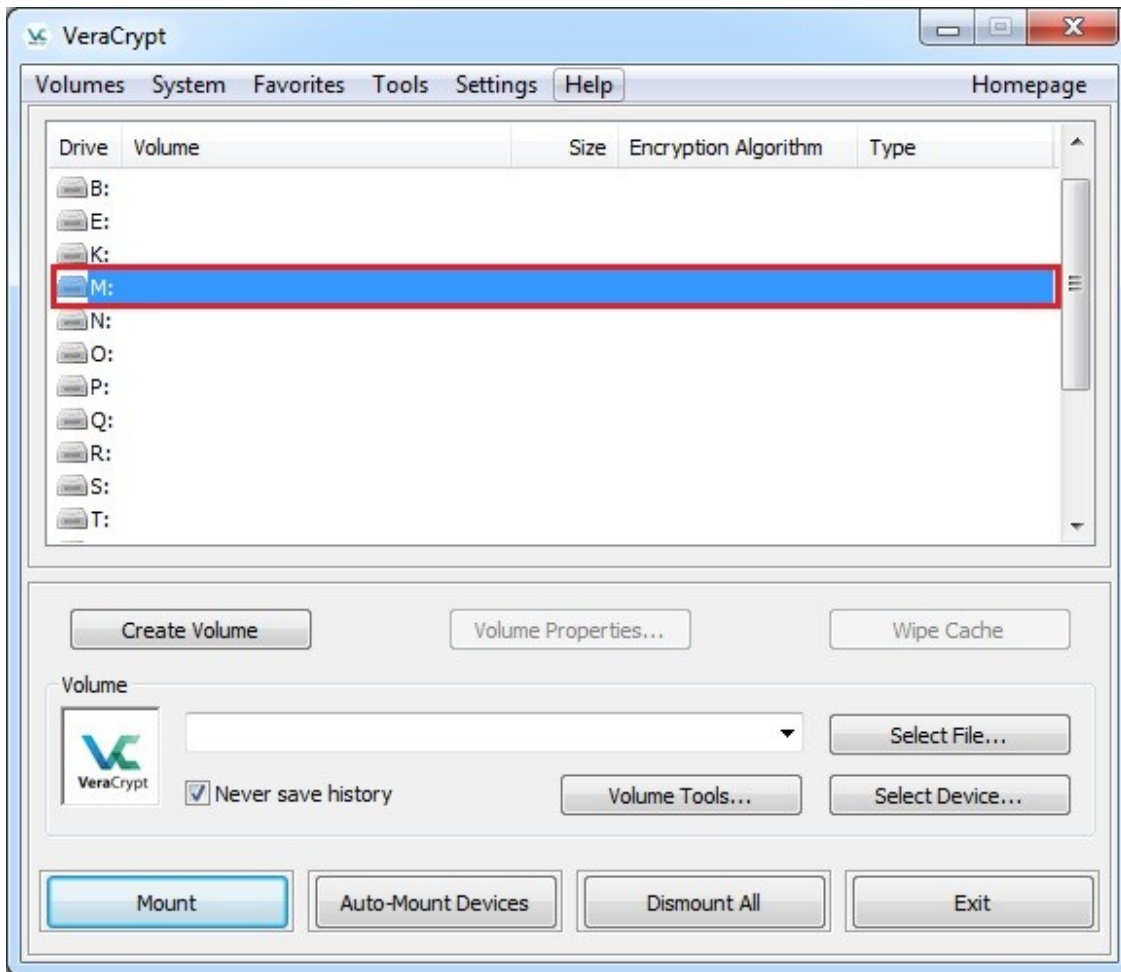 VeraCrypt
Volumes System Favorites Tools Settings Help Homepage
Drive Volume Size Encryption Algorithm Type
B:
E:
K:
M:
N:
O:
P:
Q:
R:
S:
T:
Create Volume Volume Properties... Wipe Cache
Volume
Select File...
VeraCrypt
Never save history Volume Tools... Select Device...
Mount Auto-Mount Devices Dismount All Exit